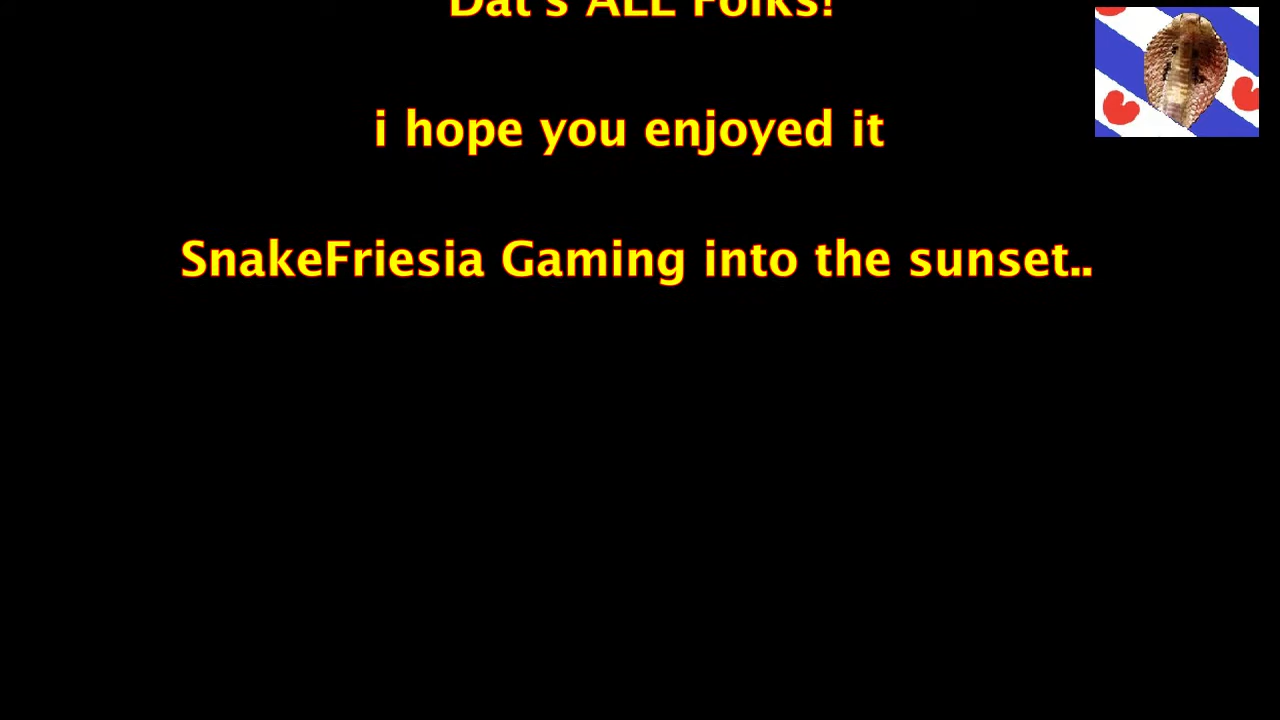 Dat's ALL Folks!
i hope you enjoyed it
SnakeFriesia Gaming into the sunset..